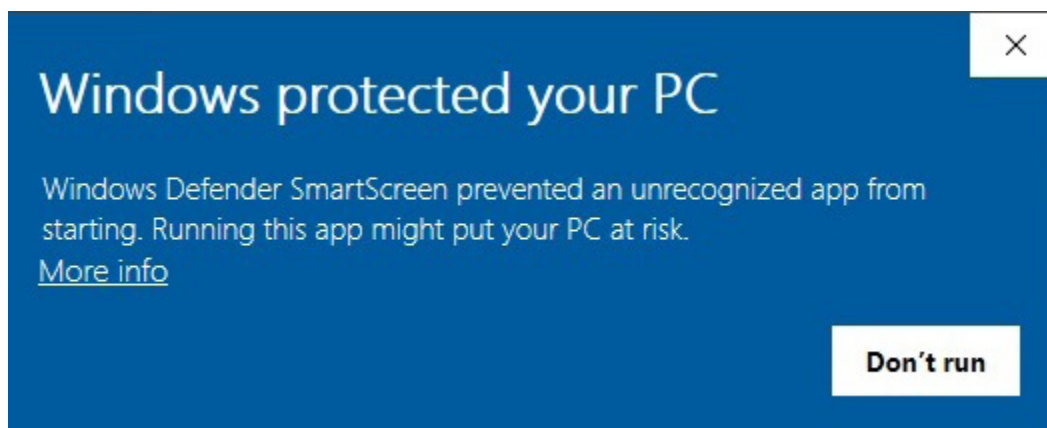 Windows protected your PC
Windows Defender SmartScreen prevented an unrecognized app from
starting. Running this app might put your PC at risk.
More info
Don't run